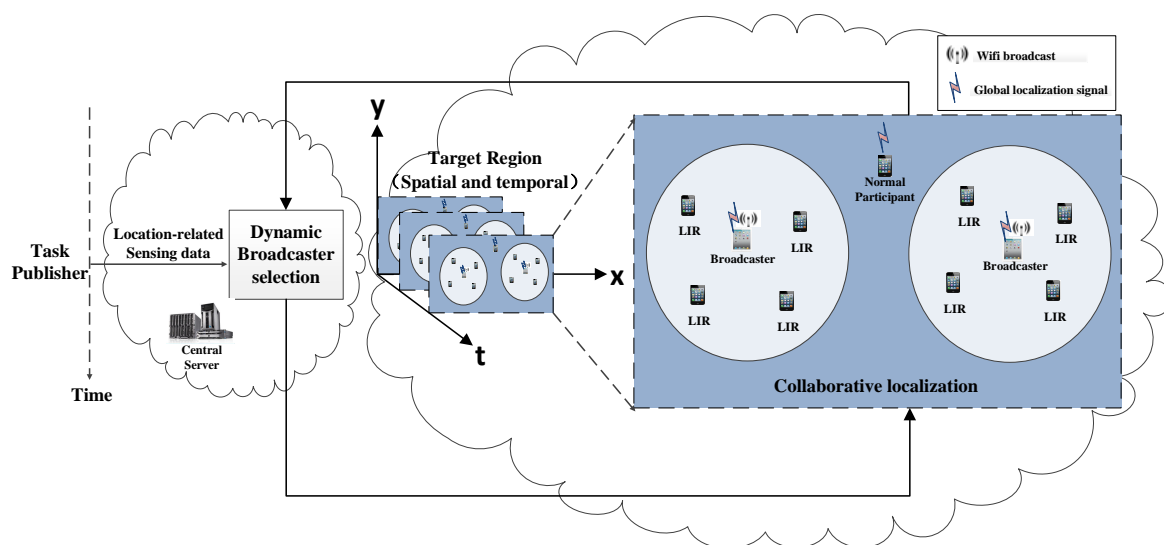 Wifi broadcast
Global localization signal
y
Target Region
（Spatial and temporal）
x
t
Task
Publisher
Time
Location-related
Sensing data
Dynamic
Broadcaster
selection
Central
Server
Normal
Participant
LIR
LIR
Broadcaster
LIR
LIR
LIR
LIR
Broadcaster
LIR
LIR
Collaborative localization